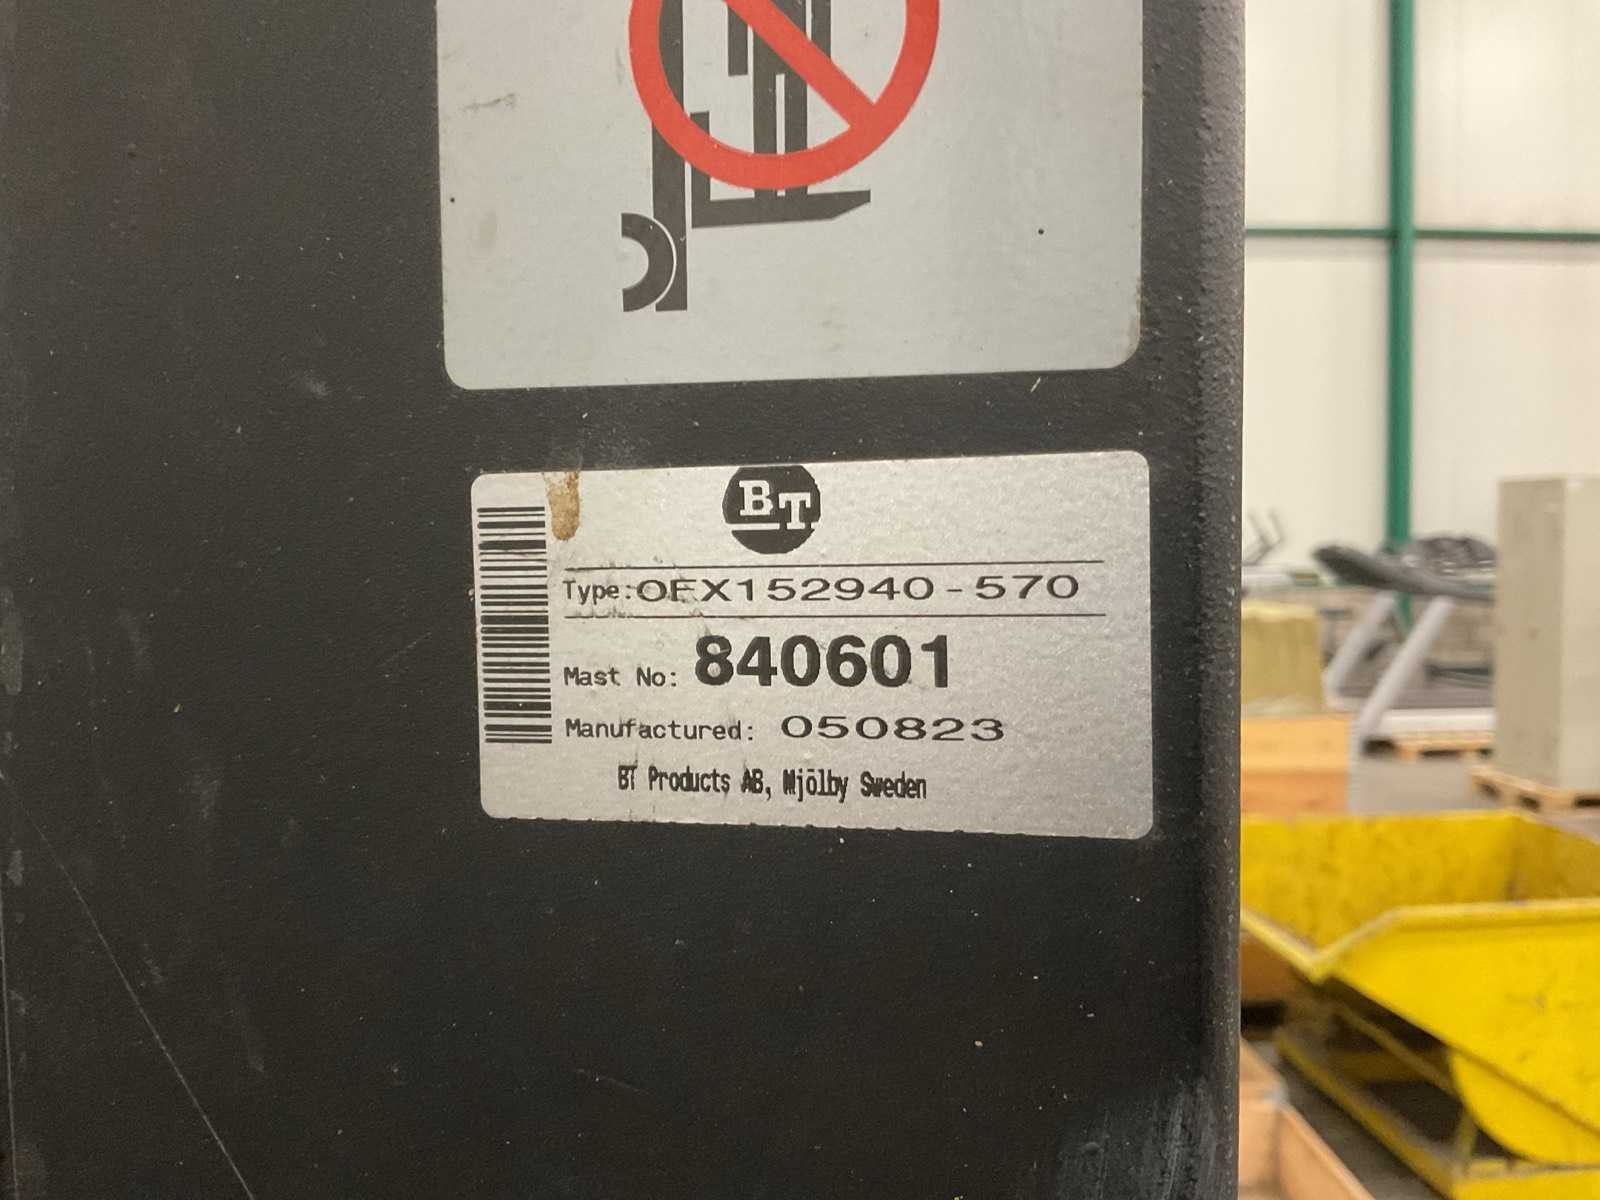 BT
Type:OFX152940-570
Mast No: 840601
Manufactured: 050823
BT Products AB, Mjölby Sweden